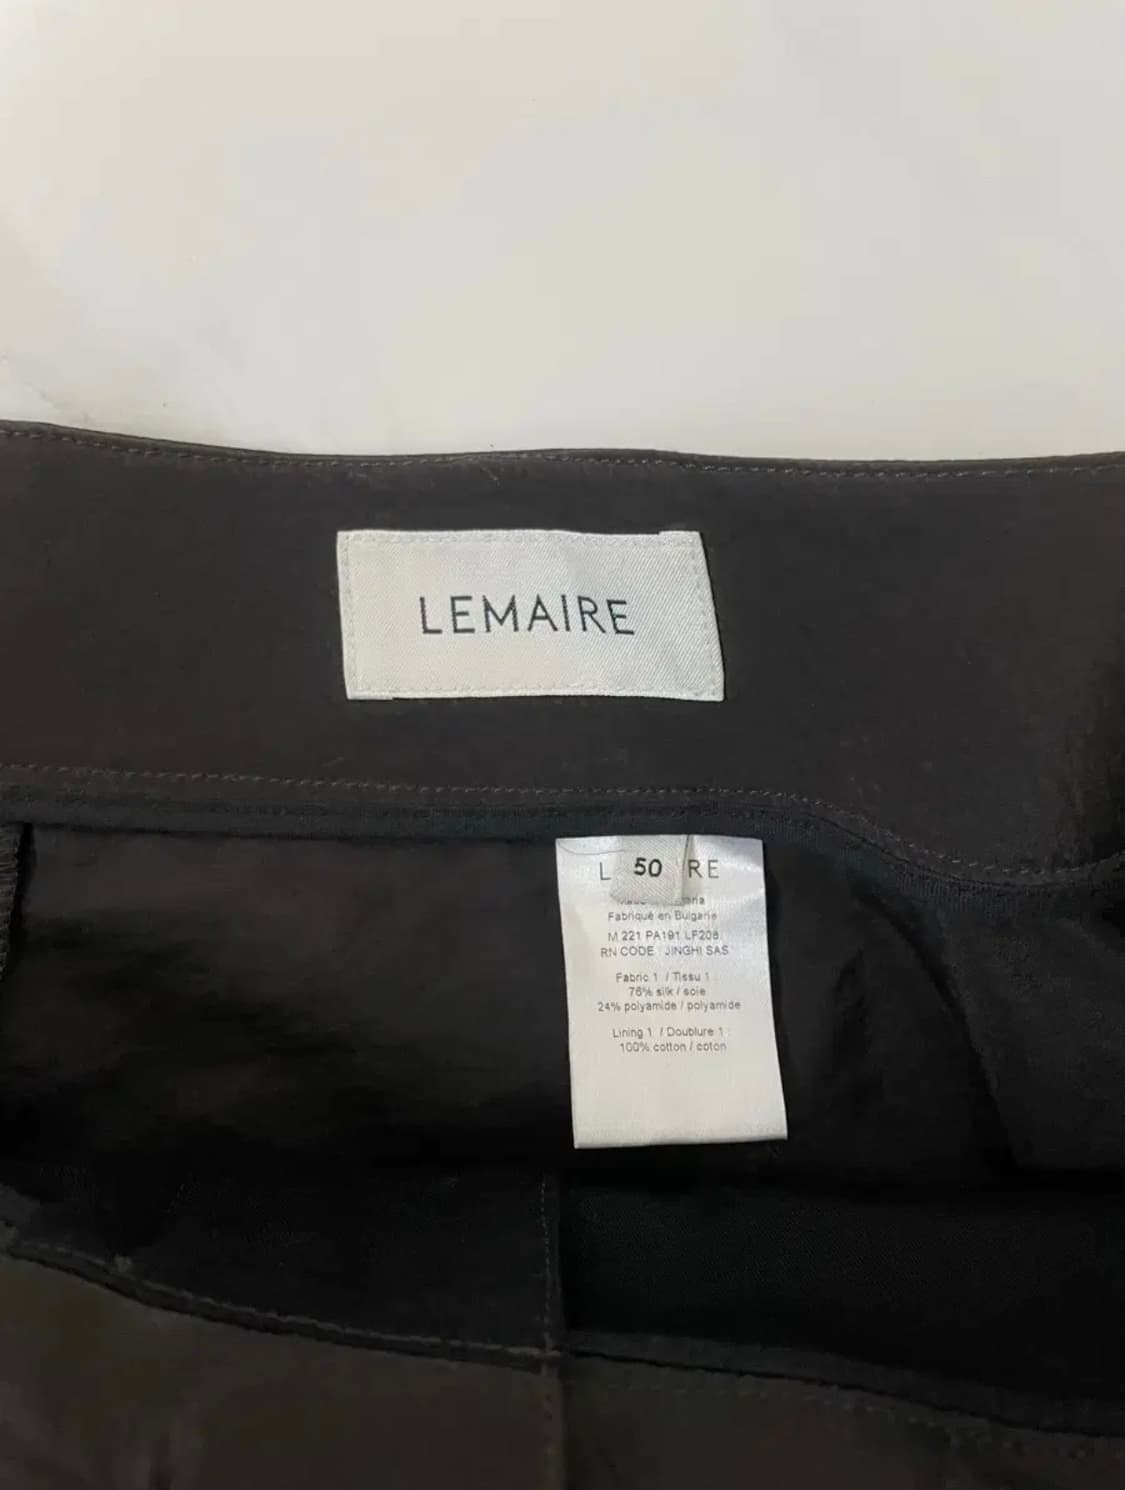 LEMAIRE
50
L RE
Fabriqué en Bulgarie
M 221 PA191 LF208
RN CODE : JINGHI SAS
Fabric 1 / Tissu 1 :
76% silk / soie
24% polyamide / polyamide
Lining 1 / Doublure 1 :
100% cotton / coton